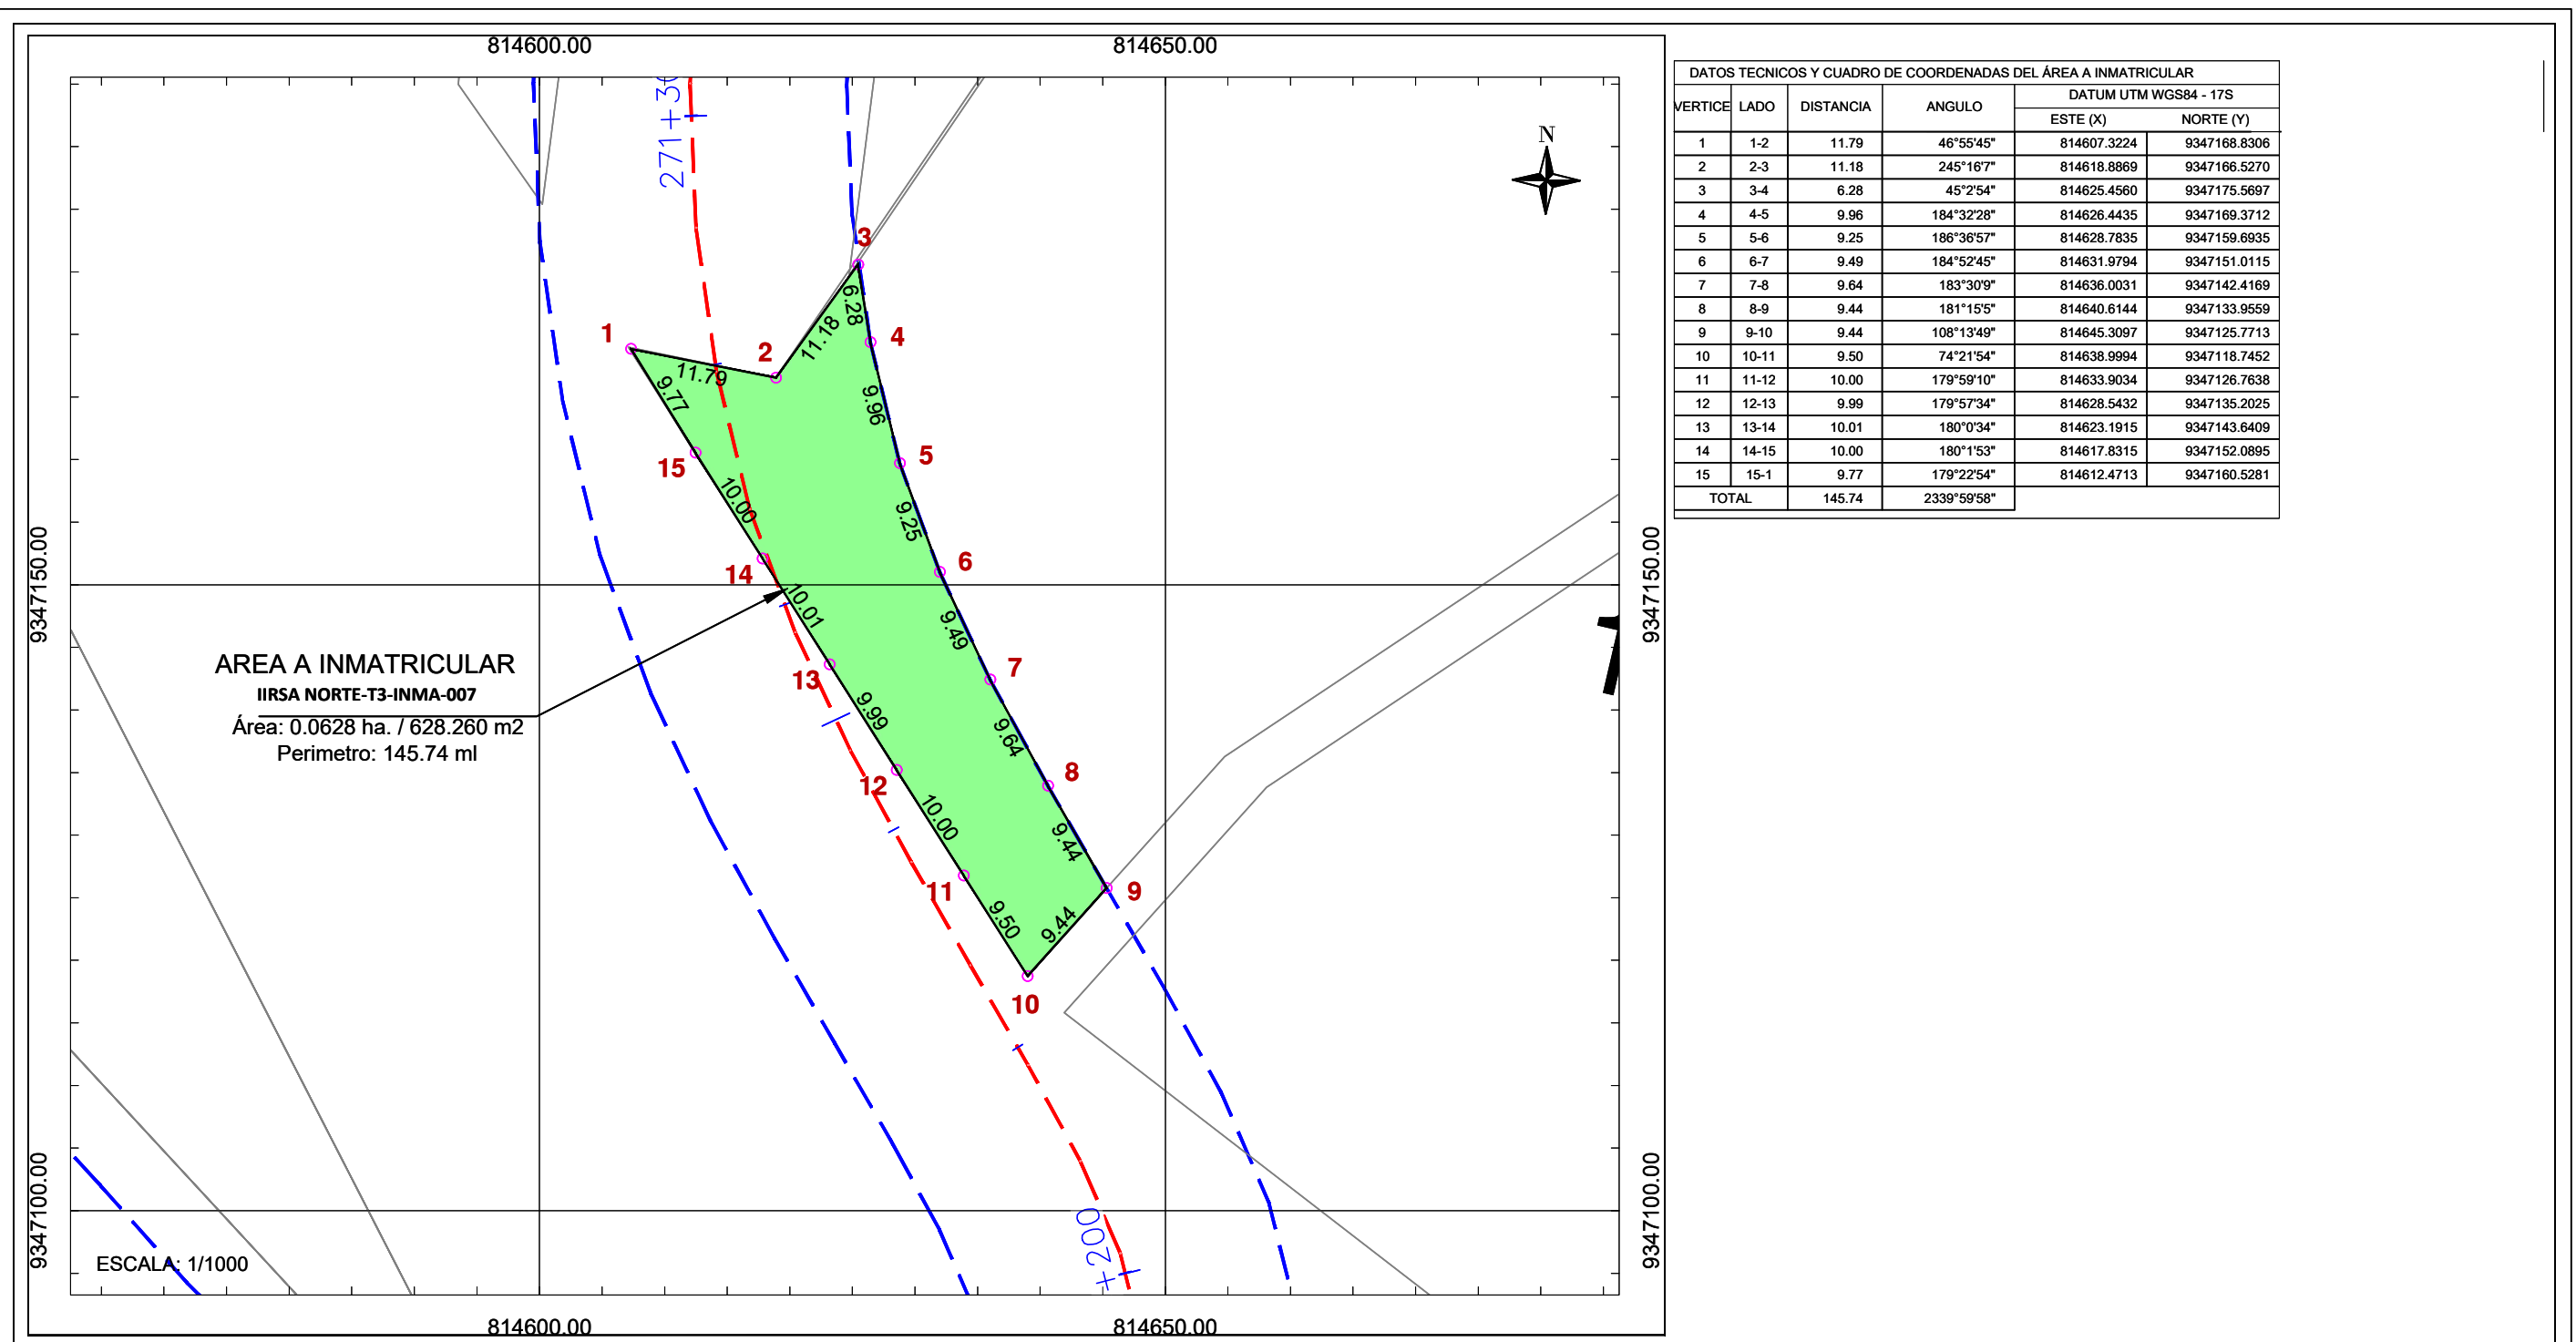 814600.00 814650.00
271+30
N
3
6.28
11.18
1
2
4
11.79
9.77
9.96
15
5
10.00
9.25
14
6
9347150.00 9347150.00
10.01
9.49
AREA A INMATRICULAR
IIRSA NORTE-T3-INMA-007
Área: 0.0628 ha. / 628.260 m2
Perimetro: 145.74 ml
13
7
9.99
9.64
12
8
10.00
9.44
11
9
9.50
9.44
10
9347100.00 9347100.00
+200
ESCALA: 1/1000
814600.00 814650.00
DATOS TECNICOS Y CUADRO DE COORDENADAS DEL ÁREA A INMATRICULAR
VERTICE LADO DISTANCIA ANGULO DATUM UTM WGS84 - 17S
ESTE (X) NORTE (Y)
1 1-2 11.79 46°55'45" 814607.3224 9347168.8306
2 2-3 11.18 245°16'7" 814618.8869 9347166.5270
3 3-4 6.28 45°2'54" 814625.4560 9347175.5697
4 4-5 9.96 184°32'28" 814626.4435 9347169.3712
5 5-6 9.25 186°36'57" 814628.7835 9347159.6935
6 6-7 9.49 184°52'45" 814631.9794 9347151.0115
7 7-8 9.64 183°30'9" 814636.0031 9347142.4169
8 8-9 9.44 181°15'5" 814640.6144 9347133.9559
9 9-10 9.44 108°13'49" 814645.3097 9347125.7713
10 10-11 9.50 74°21'54" 814638.9994 9347118.7452
11 11-12 10.00 179°59'10" 814633.9034 9347126.7638
12 12-13 9.99 179°57'34" 814628.5432 9347135.2025
13 13-14 10.01 180°0'34" 814623.1915 9347143.6409
14 14-15 10.00 180°1'53" 814617.8315 9347152.0895
15 15-1 9.77 179°22'54" 814612.4713 9347160.5281
TOTAL 145.74 2339°59'58"